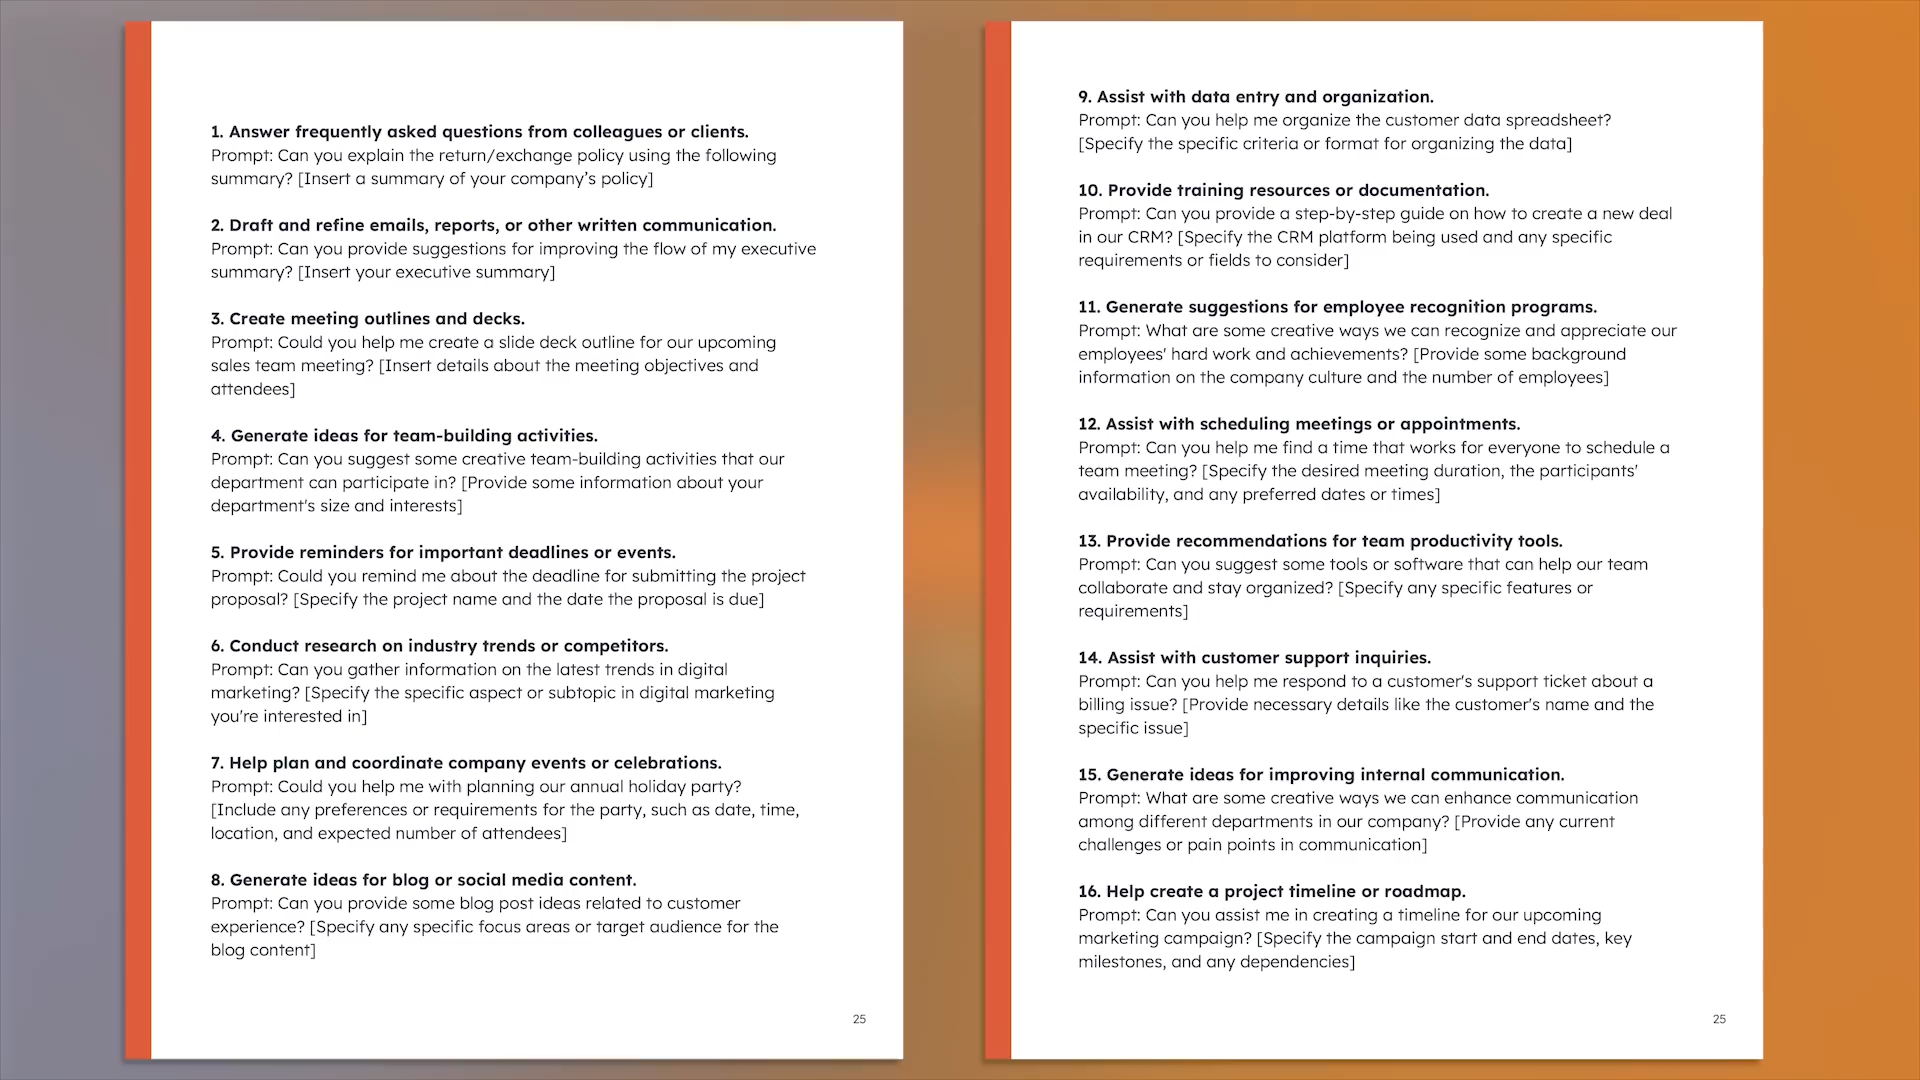 1. Answer frequently asked questions from colleagues or clients.
Prompt: Can you explain the return/exchange policy using the following
summary? [Insert a summary of your company’s policy]
2. Draft and refine emails, reports, or other written communication.
Prompt: Can you provide suggestions for improving the flow of my executive
summary? [Insert your executive summary]
3. Create meeting outlines and decks.
Prompt: Could you help me create a slide deck outline for our upcoming
sales team meeting? [Insert details about the meeting objectives and
attendees]
4. Generate ideas for team-building activities.
Prompt: Can you suggest some creative team-building activities that our
department can participate in? [Provide some information about your
department's size and interests]
5. Provide reminders for important deadlines or events.
Prompt: Could you remind me about the deadline for submitting the project
proposal? [Specify the project name and the date the proposal is due]
6. Conduct research on industry trends or competitors.
Prompt: Can you gather information on the latest trends in digital
marketing? [Specify the specific aspect or subtopic in digital marketing
you're interested in]
7. Help plan and coordinate company events or celebrations.
Prompt: Could you help me with planning our annual holiday party?
[Include any preferences or requirements for the party, such as date, time,
location, and expected number of attendees]
8. Generate ideas for blog or social media content.
Prompt: Can you provide some blog post ideas related to customer
experience? [Specify any specific focus areas or target audience for the
blog content]
25
9. Assist with data entry and organization.
Prompt: Can you help me organize the customer data spreadsheet?
[Specify the specific criteria or format for organizing the data]
10. Provide training resources or documentation.
Prompt: Can you provide a step-by-step guide on how to create a new deal
in our CRM? [Specify the CRM platform being used and any specific
requirements or fields to consider]
11. Generate suggestions for employee recognition programs.
Prompt: What are some creative ways we can recognize and appreciate our
employees' hard work and achievements? [Provide some background
information on the company culture and the number of employees]
12. Assist with scheduling meetings or appointments.
Prompt: Can you help me find a time that works for everyone to schedule a
team meeting? [Specify the desired meeting duration, the participants'
availability, and any preferred dates or times]
13. Provide recommendations for team productivity tools.
Prompt: Can you suggest some tools or software that can help our team
collaborate and stay organized? [Specify any specific features or
requirements]
14. Assist with customer support inquiries.
Prompt: Can you help me respond to a customer's support ticket about a
billing issue? [Provide necessary details like the customer's name and the
specific issue]
15. Generate ideas for improving internal communication.
Prompt: What are some creative ways we can enhance communication
among different departments in our company? [Provide any current
challenges or pain points in communication]
16. Help create a project timeline or roadmap.
Prompt: Can you assist me in creating a timeline for our upcoming
marketing campaign? [Specify the campaign start and end dates, key
milestones, and any dependencies]
25